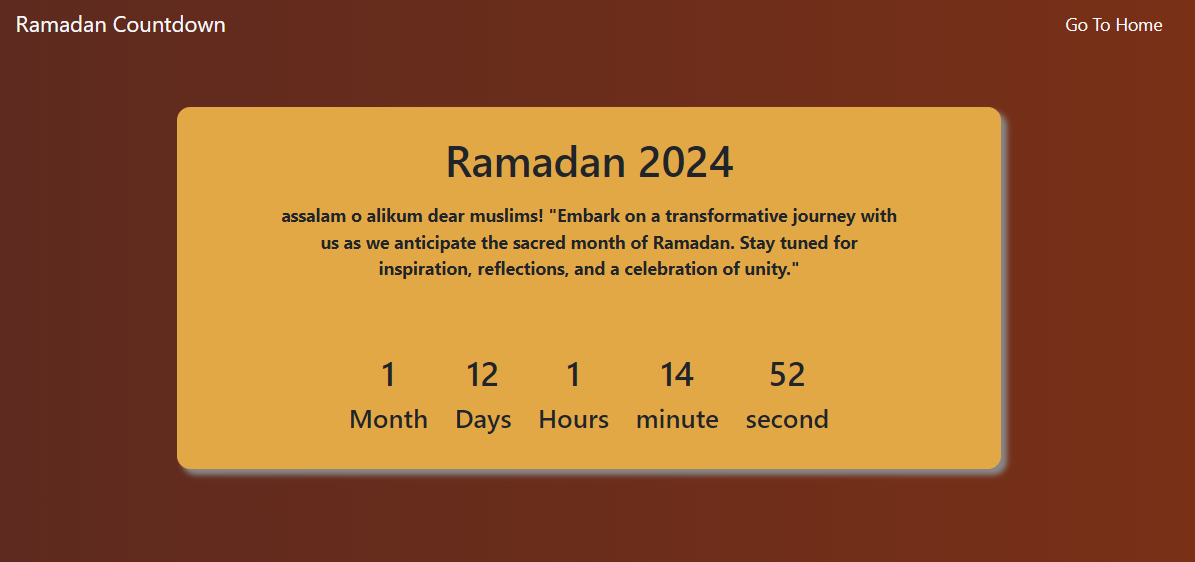 Ramadan Countdown
Go To Home
Ramadan 2024
assalam o alikum dear muslims! "Embark on a transformative journey with
us as we anticipate the sacred month of Ramadan. Stay tuned for
inspiration, reflections, and a celebration of unity."
1 12 1 14 52
Month Days Hours minute second